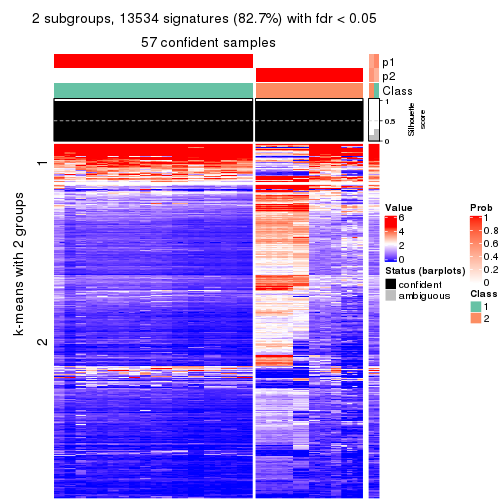 2 subgroups, 13534 signatures (82.7%) with fdr < 0.05
57 confident samples
p1
p2
Class
1
0.5
0
Silhouette
score
k-means with 2 groups
1
2
Value
6
4
2
0
Status (barplots)
confident
ambiguous
Prob
1
0.8
0.6
0.4
0.2
0
Class
1
2